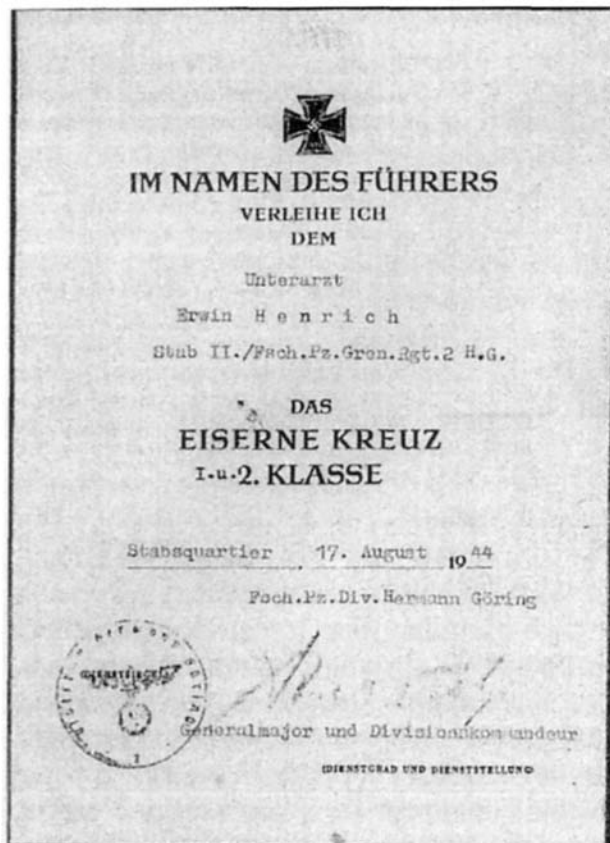 IM NAMEN DES FÜHRERS
VERLEIHE ICH
DEM
Unterarzt
Erwin Henrich
Stab II./Fsch.Pz.Gren.Rgt.2 H.G.
DAS
EISERNE KREUZ
I.u.2. KLASSE
Stabsquartier, 17. August 1944
Fsch.Pz.Div.Hermann Göring
Generalmajor und Divisionskommandeur
(DIENSTGRAD UND DIENSTSTELLUNG)